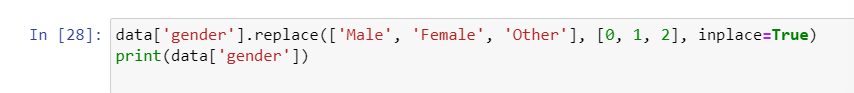 In [28]: data['gender'].replace(['Male', 'Female', 'Other'], [0, 1, 2], inplace=True)
print(data['gender'])